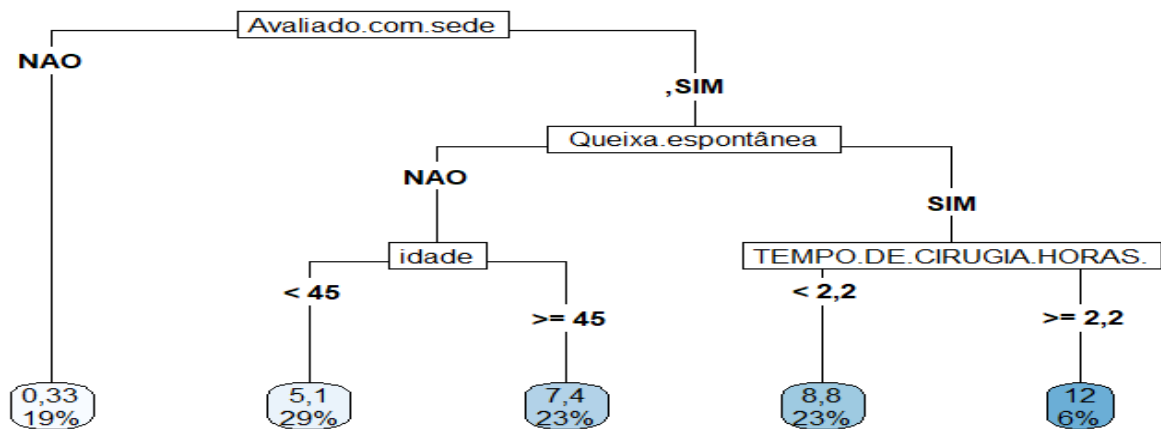 Avaliado.com.sede
NAO
,SIM
Queixa.espontânea
NAO
SIM
idade
TEMPO.DE.CIRUGIA.HORAS.
< 45
>= 45
< 2,2
>= 2,2
0,33
19%
5,1
29%
7,4
23%
8,8
23%
12
6%